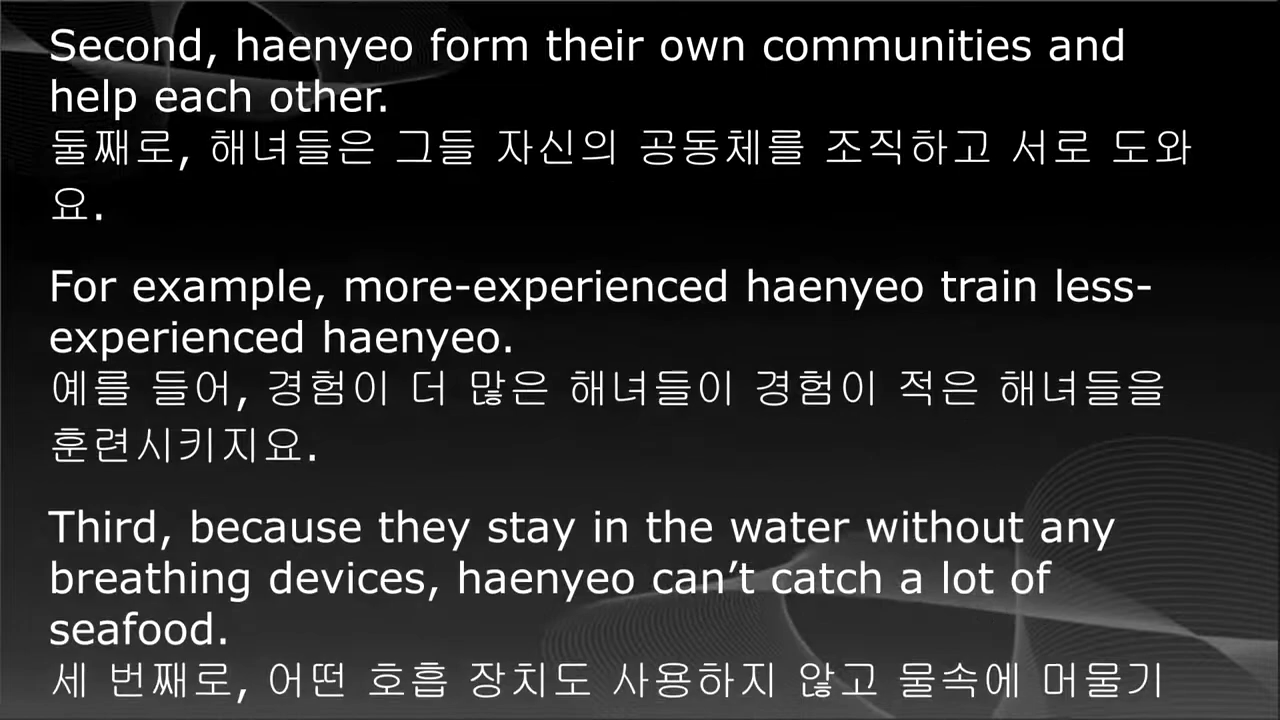 Second, haenyeo form their own communities and
help each other.
둘째로, 해녀들은 그들 자신의 공동체를 조직하고 서로 도와
요.
For example, more-experienced haenyeo train less-
experienced haenyeo.
예를 들어, 경험이 더 많은 해녀들이 경험이 적은 해녀들을
훈련시키지요.
Third, because they stay in the water without any
breathing devices, haenyeo can’t catch a lot of
seafood.
세 번째로, 어떤 호흡 장치도 사용하지 않고 물속에 머물기